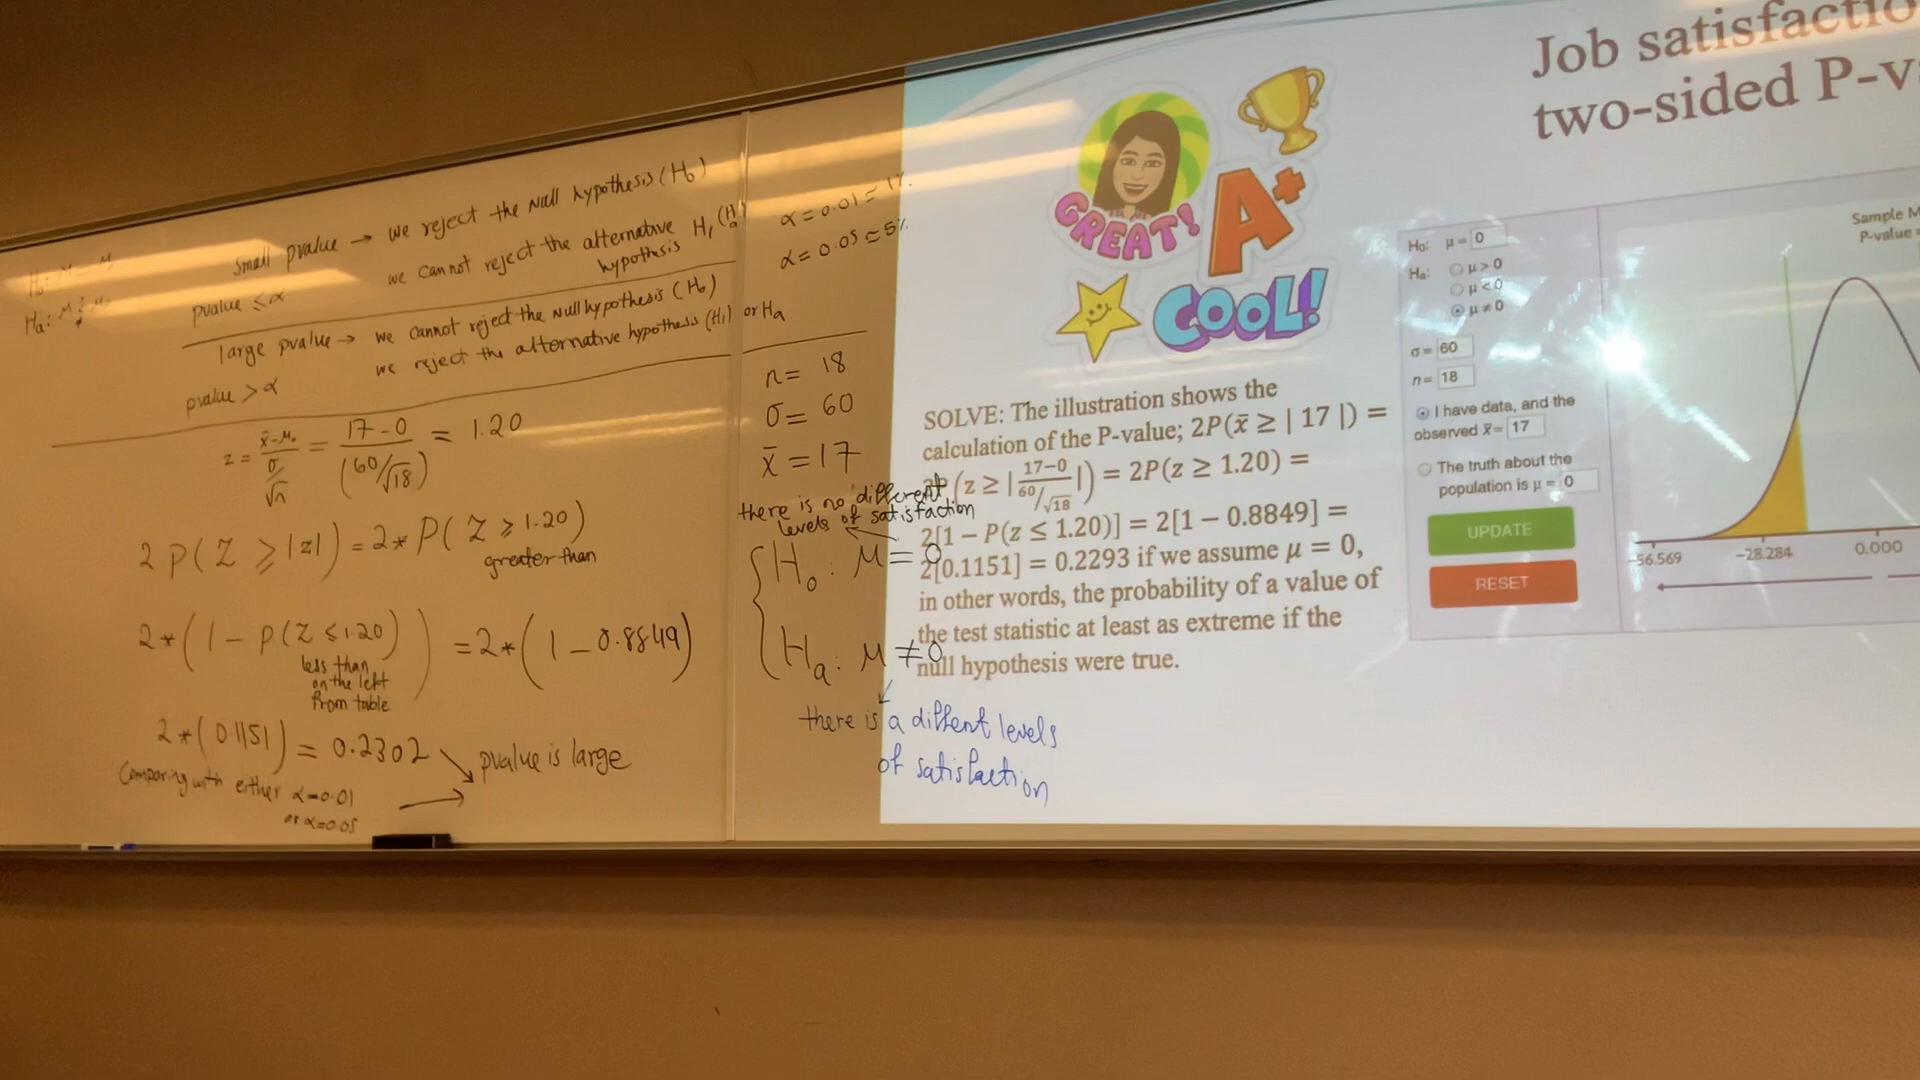 small pvalue → we reject the Null hypothesis (H₀)
we cannot reject the alternative H₁ (Ha)
hypothesis
pvalue ≤ α
large pvalue → we cannot reject the Null hypothesis (H₀)
we reject the alternative hypothesis (H₁) or Ha
pvalue > α
α = 0.01 = 1%
α = 0.05 = 5%
z = x̄-μ₀ / σ/√n = 17-0 / (60/√18) = 1.20
2 P(Z ≥ |z|) = 2* P(Z ≥ 1.20)
greater than
2*(1 - P(Z ≤ 1.20)) = 2*(1 - 0.8849)
less than
on the left
from table
2*(0.1151) = 0.2302 → pvalue is large
Comparing with either α=0.01
or α=0.05
n = 18
σ = 60
x̄ = 17
there is no different
levels of satisfaction
H₀: μ = 0
Ha: μ ≠ 0
there is a different levels
of satisfaction
GREAT!
A+
COOL!
SOLVE: The illustration shows the
calculation of the P-value; 2P(x̄ ≥ | 17 |) =
(z ≥ | 17-0 / 60/√18 |) = 2P(z ≥ 1.20) =
2[1 − P(z ≤ 1.20)] = 2[1 − 0.8849] =
2[0.1151] = 0.2293 if we assume μ = 0,
in other words, the probability of a value of
the test statistic at least as extreme if the
null hypothesis were true.
Job satisfactio
two-sided P-v
H₀: μ = 0
Ha: μ > 0
μ < 0
μ ≠ 0
σ = 60
n = 18
I have data, and the
observed x̄ = 17
The truth about the
population is μ = 0
UPDATE
RESET
Sample M
P-value =
-56.569 -28.284 0.000